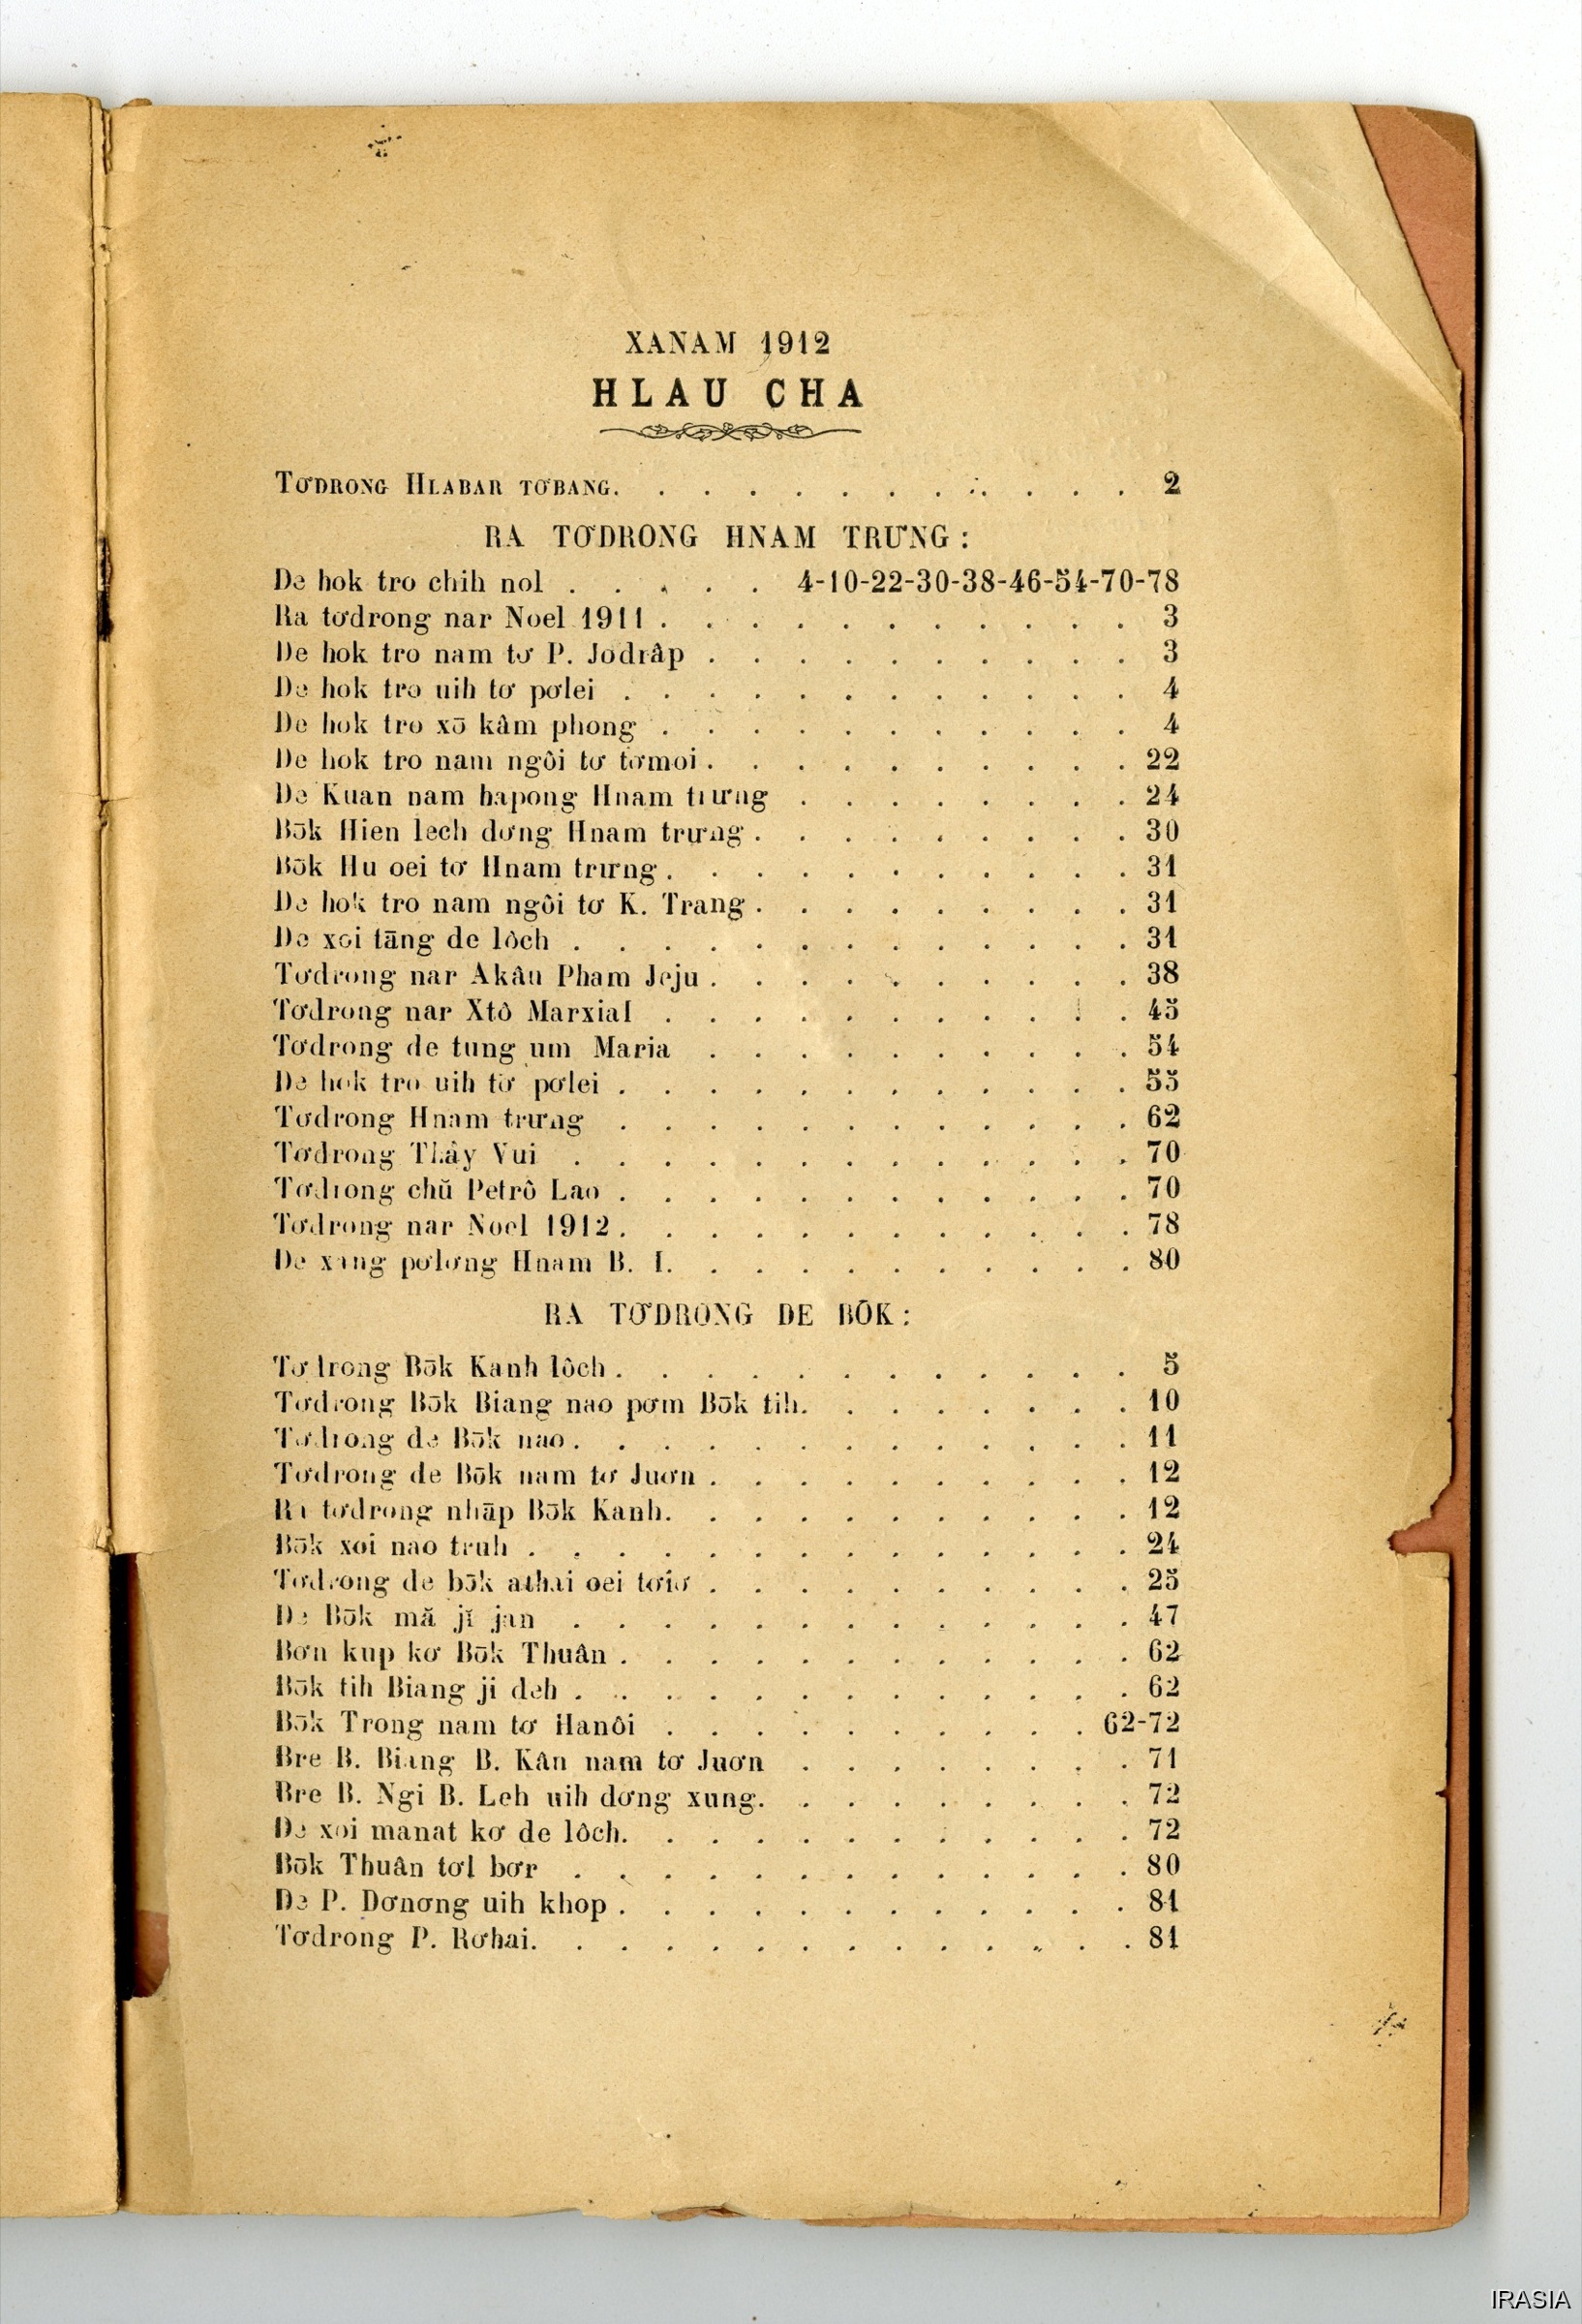 XANAM 1912
HLAU CHA
TƠDRONG HLABAR TƠBANG. . . . . . . . . . . . 2
RA TƠDRONG HNAM TRƯNG :
De hok tro chih nol . . . . . 4-10-22-30-38-46-54-70-78
Ra tơdrong nar Noel 1911 . . . . . . . . . . . 3
De hok tro nam tơ P. Jodrâp . . . . . . . . . . 3
De hok tro uih tơ pơlei . . . . . . . . . . . . 4
De hok tro xō kâm phong . . . . . . . . . . . 4
De hok tro nam ngôi tơ tơmoi . . . . . . . . . . 22
De Kuan nam hapong Hnam trưng . . . . . . . . 24
Bōk Hien lech dơng Hnam trưng . . . . . . . . . 30
Bōk Hu oei tơ Hnam trưng . . . . . . . . . . . 31
De hok tro nam ngôi tơ K. Trang . . . . . . . . . 31
De xoi tāng de lôch . . . . . . . . . . . . . 31
Tơdrong nar Akâu Pham Jeju . . . . . . . . . . 38
Tơdrong nar Xtô Marxial . . . . . . . . . . . 45
Tơdrong de tung um Maria . . . . . . . . . . 54
De hok tro uih tơ pơlei . . . . . . . . . . . . 55
Tơdrong Hnam trưng . . . . . . . . . . . . 62
Tơdrong Thây Vui . . . . . . . . . . . . . 70
Tơdrong chŭ Petrô Lao . . . . . . . . . . . . 70
Tơdrong nar Noel 1912 . . . . . . . . . . . . 78
De xang pơlơng Hnam B. I. . . . . . . . . . . 80
RA TƠDRONG DE BŌK :
Tơdrong Bōk Kanh lôch . . . . . . . . . . . . 5
Tơdrong Bōk Biang nao pơm Bōk tih. . . . . . . . 10
Tơdrong de Bōk nao . . . . . . . . . . . . . 11
Tơdrong de Bōk nam tơ Juơn . . . . . . . . . . 12
Ra tơdrong nhāp Bōk Kanh. . . . . . . . . . . 12
Bōk xoi nao truh . . . . . . . . . . . . . . 24
Tơdrong de bōk athai oei tơiơ . . . . . . . . . . 25
De Bōk mă jĭ jan . . . . . . . . . . . . . 47
Bơn kup kơ Bōk Thuân . . . . . . . . . . . . 62
Bōk tih Biang ji deh . . . . . . . . . . . . . 62
Bōk Trong nam tơ Hanôi . . . . . . . . . . 62-72
Bre B. Biang B. Kân nam tơ Juơn . . . . . . . . 71
Bre B. Ngi B. Leh uih dơng xung. . . . . . . . . 72
De xoi manat kơ de lôch. . . . . . . . . . . . 72
Bōk Thuân tơl bơr . . . . . . . . . . . . . 80
De P. Dơnơng uih khop . . . . . . . . . . . . 81
Tơdrong P. Rơhai. . . . . . . . . . . . . . 81
IRASIA